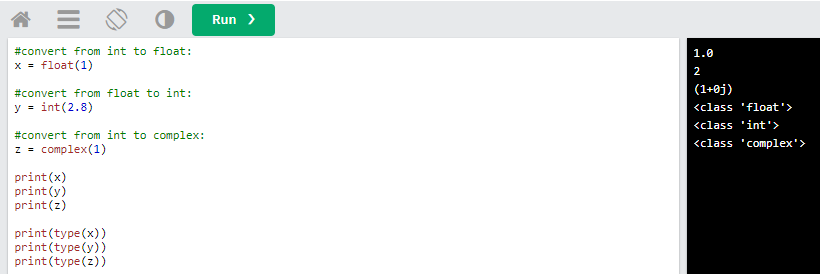 Run ❯
#convert from int to float:
x = float(1)
#convert from float to int:
y = int(2.8)
#convert from int to complex:
z = complex(1)
print(x)
print(y)
print(z)
print(type(x))
print(type(y))
print(type(z))
1.0
2
(1+0j)
<class 'float'>
<class 'int'>
<class 'complex'>